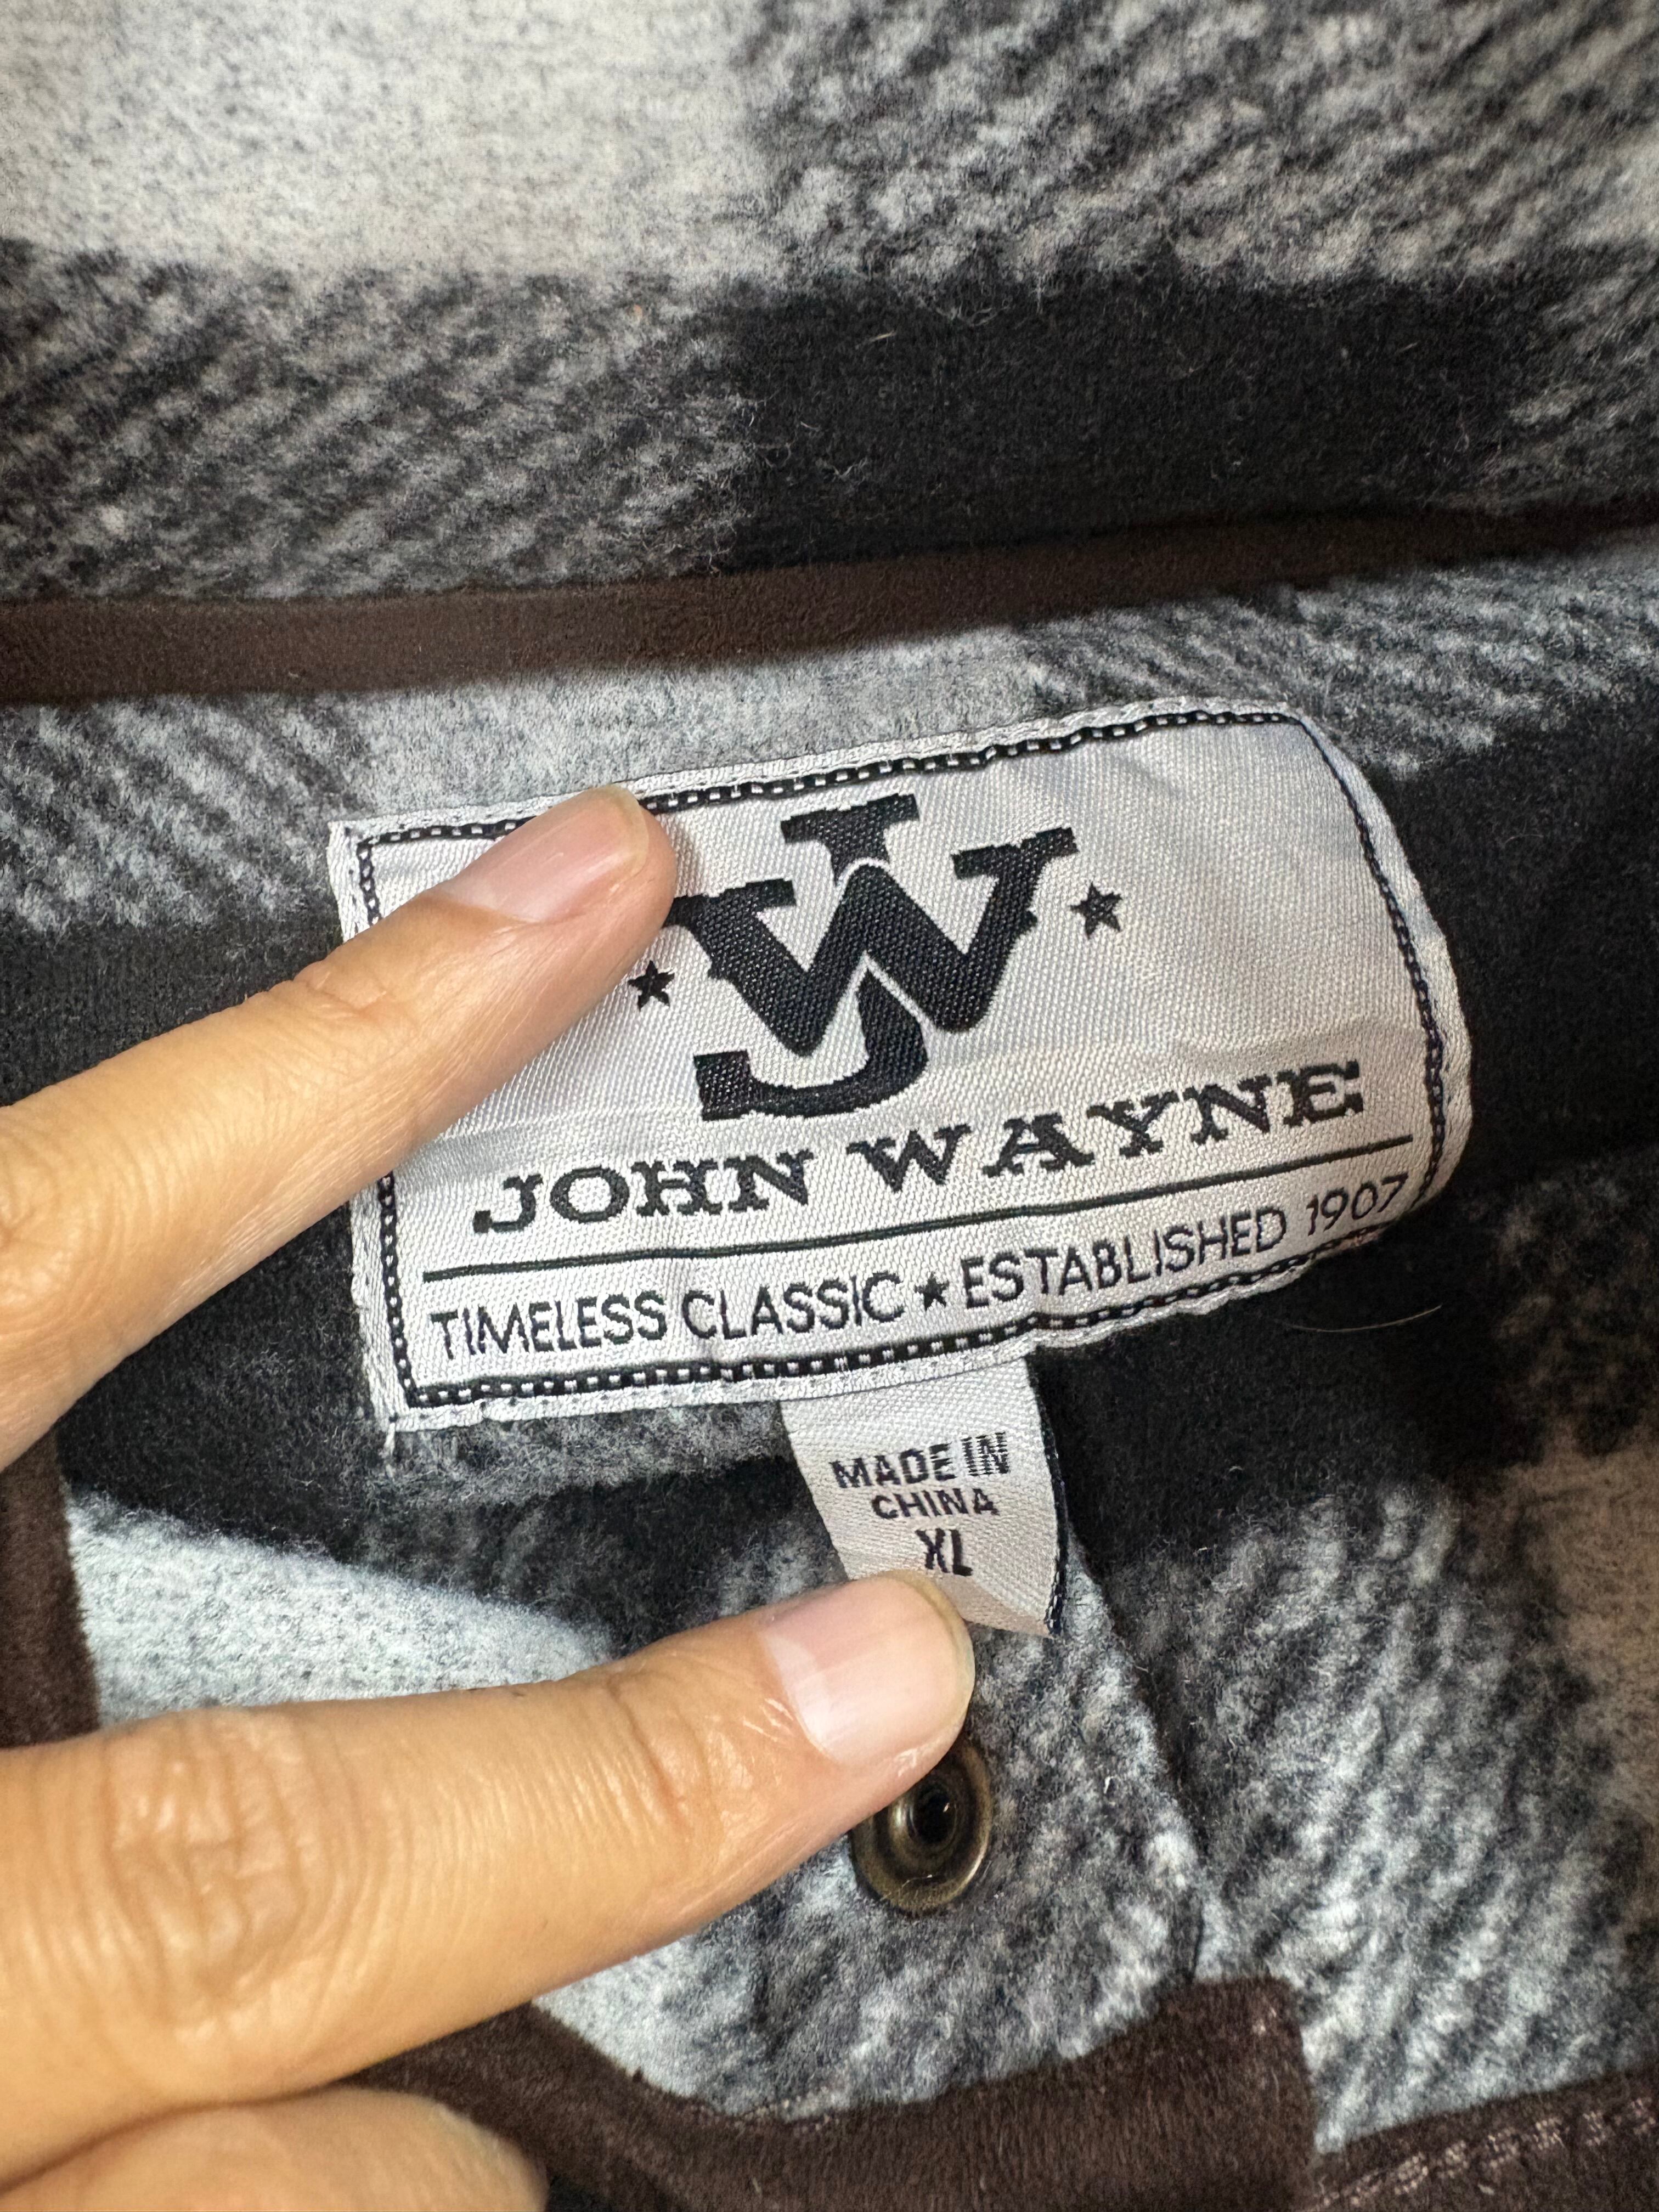 JW
JOHN WAYNE
TIMELESS CLASSIC ★ ESTABLISHED 1907
MADE IN
CHINA
XL